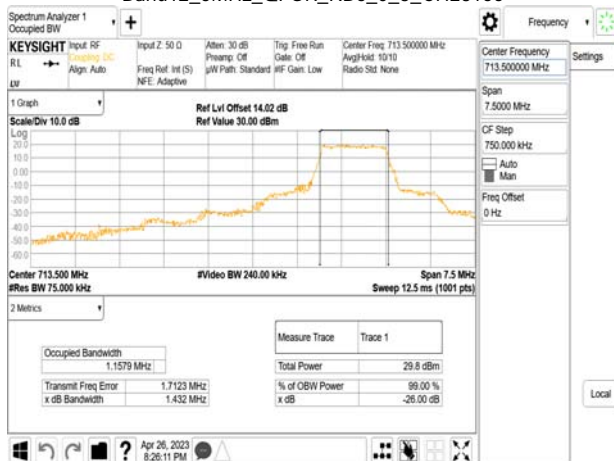 Spectrum Analyzer 1
Occupied BW
Frequency
KEYSIGHT
Input: RF
Coupling: DC
Align: Auto
Input Z: 50 Ω
Freq Ref: Int (S)
NFE: Adaptive
Atten: 30 dB
Preamp: Off
µW Path: Standard
Trig: Free Run
Gate: Off
#IF Gain: Low
Center Freq: 713.500000 MHz
Avg|Hold: 10/10
Radio Std: None
RL
LXI
Center Frequency
713.500000 MHz
Settings
Span
7.5000 MHz
CF Step
750.000 kHz
Auto
Man
Freq Offset
0 Hz
Local
1 Graph
Ref Lvl Offset 14.02 dB
Scale/Div 10.0 dB
Ref Value 30.00 dBm
Log
20.0
10.0
0.00
-10.0
-20.0
-30.0
-40.0
-50.0
-60.0
Center 713.500 MHz
#Video BW 240.00 kHz
Span 7.5 MHz
#Res BW 75.000 kHz
Sweep 12.5 ms (1001 pts)
2 Metrics
Measure Trace
Trace 1
Occupied Bandwidth
1.1579 MHz
Total Power
29.8 dBm
Transmit Freq Error
1.7123 MHz
% of OBW Power
99.00 %
x dB Bandwidth
1.432 MHz
x dB
-26.00 dB
Apr 26, 2023
8:26:11 PM